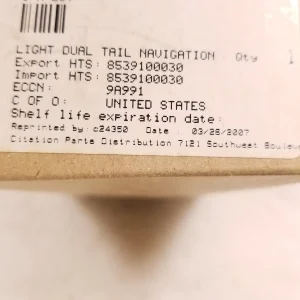 LIGHT DUAL TAIL NAVIGATION Qty 1
Export HTS: 8539100030
Import HTS: 8539100030
ECCN: 9A991
C OF O: UNITED STATES
Shelf life expiration date:
Reprinted by: c24350 Date: 03/26/2007
Citation Parts Distribution 7121 Southwest